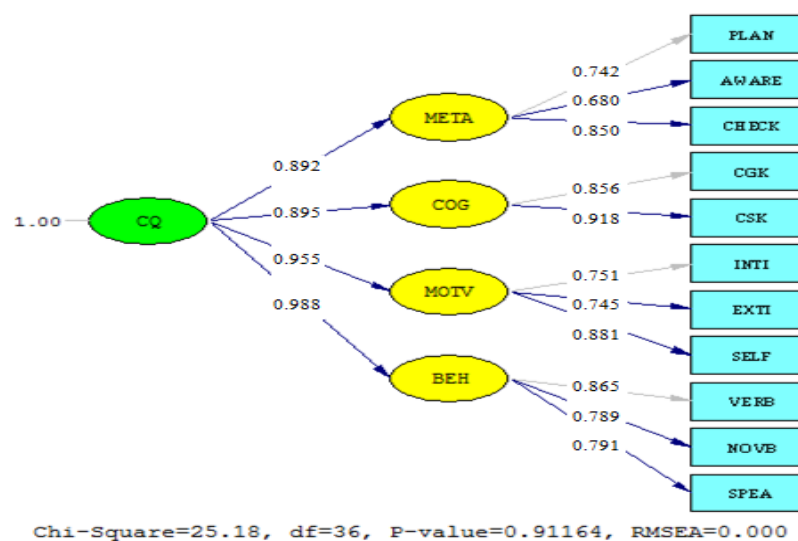 PLAN
0.742
AWARE
0.680
META
CHECK
0.850
0.892
CGK
0.856
COG
0.895
CSK
0.918
1.00
CQ
INTI
0.751
0.955
MOTV
EXTI
0.745
0.988
SELF
0.881
BEH
VERB
0.865
NOVB
0.789
SPEA
0.791
Chi-Square=25.18, df=36, P-value=0.91164, RMSEA=0.000